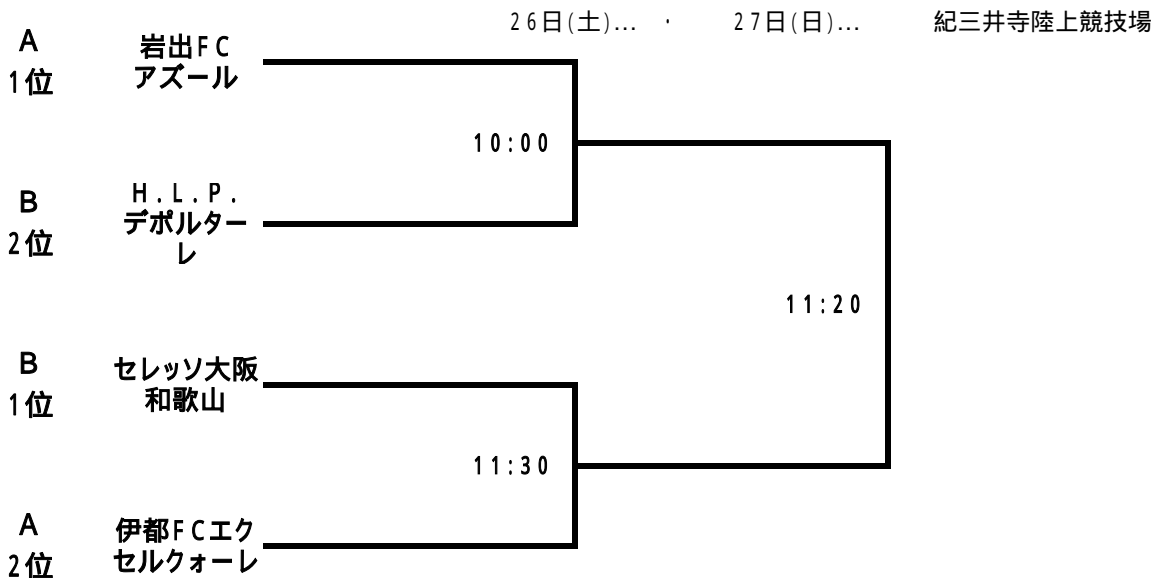 26日(土)… ・ 27日(日)… 紀三井寺陸上競技場
A
1位
岩出FC
アズール
10:00
B
2位
H.L.P.
デポルター
レ
11:20
B
1位
セレッソ大阪
和歌山
11:30
A
2位
伊都FCエク
セルクォーレ